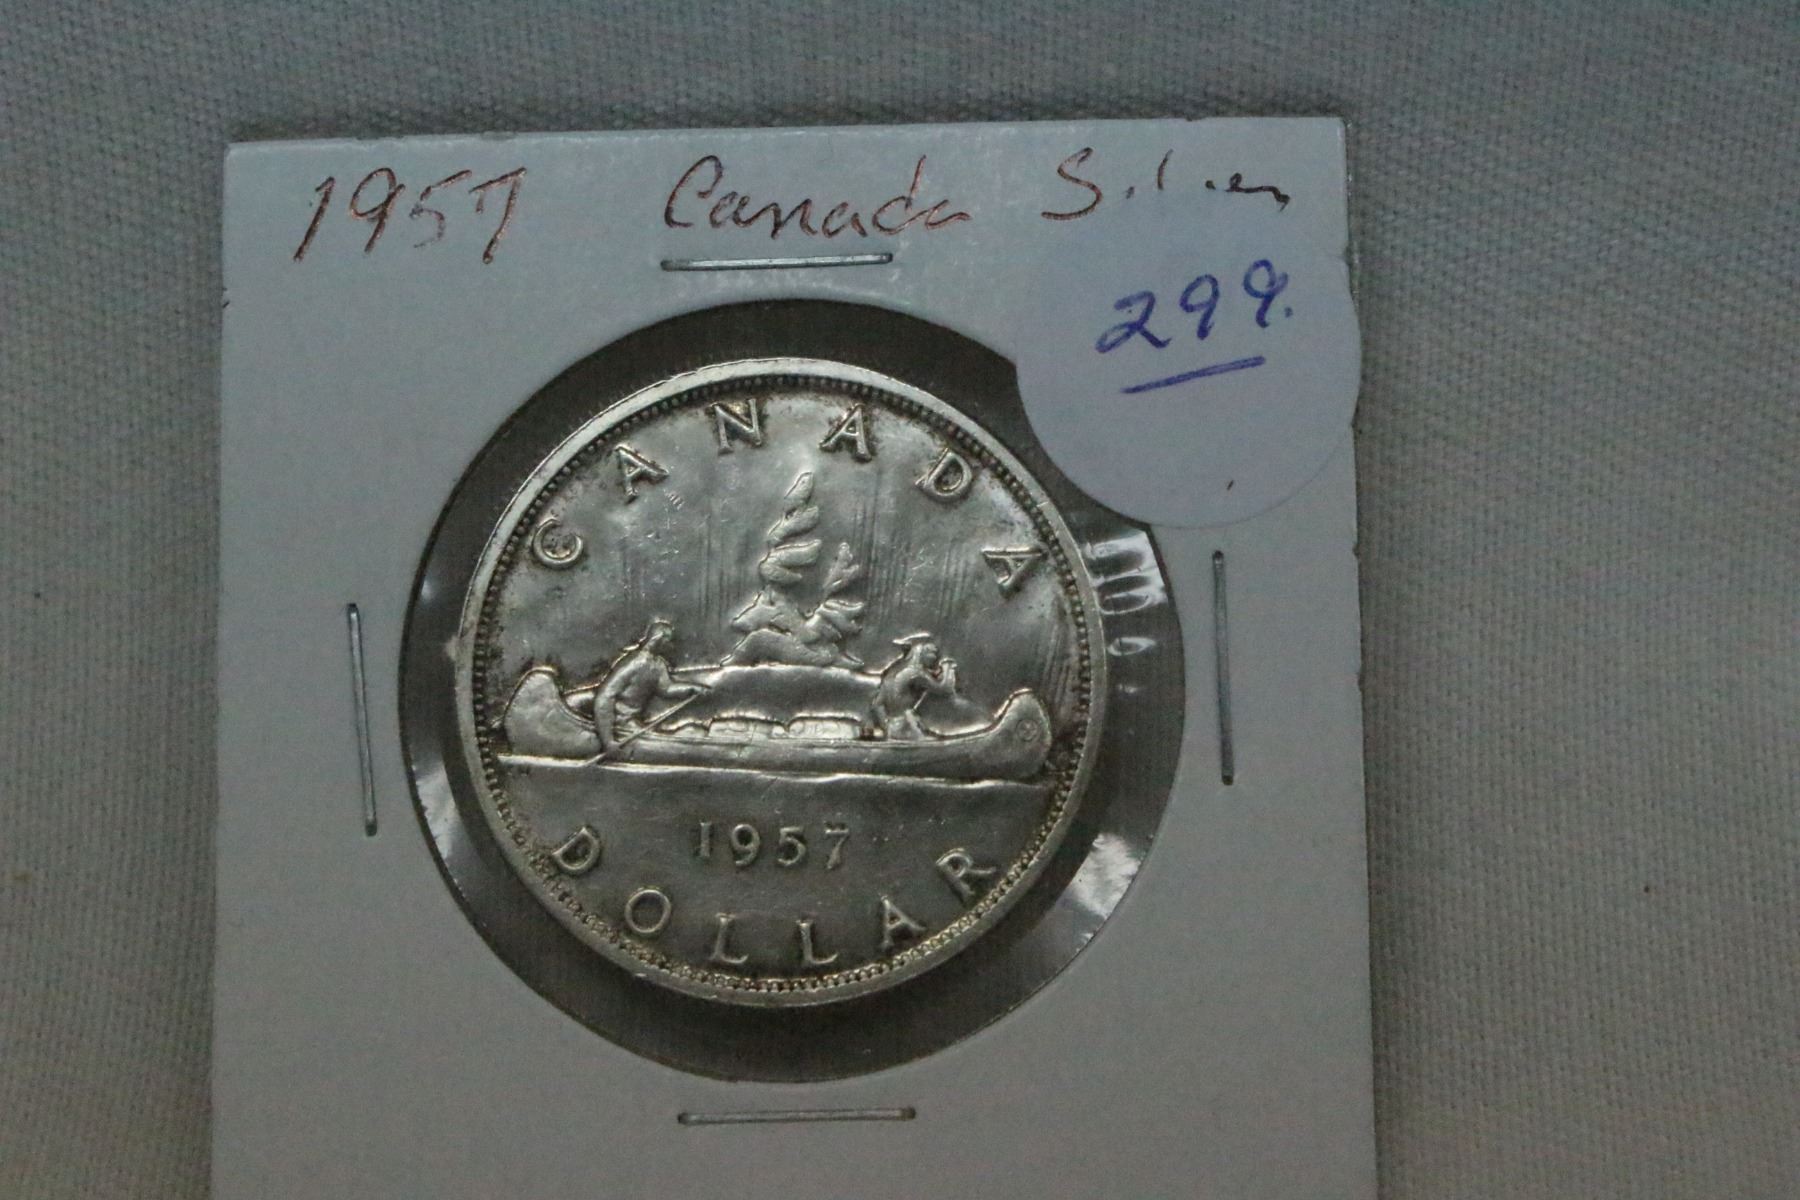 1957 Canada Silver
299.
CANADA
1957
DOLLAR